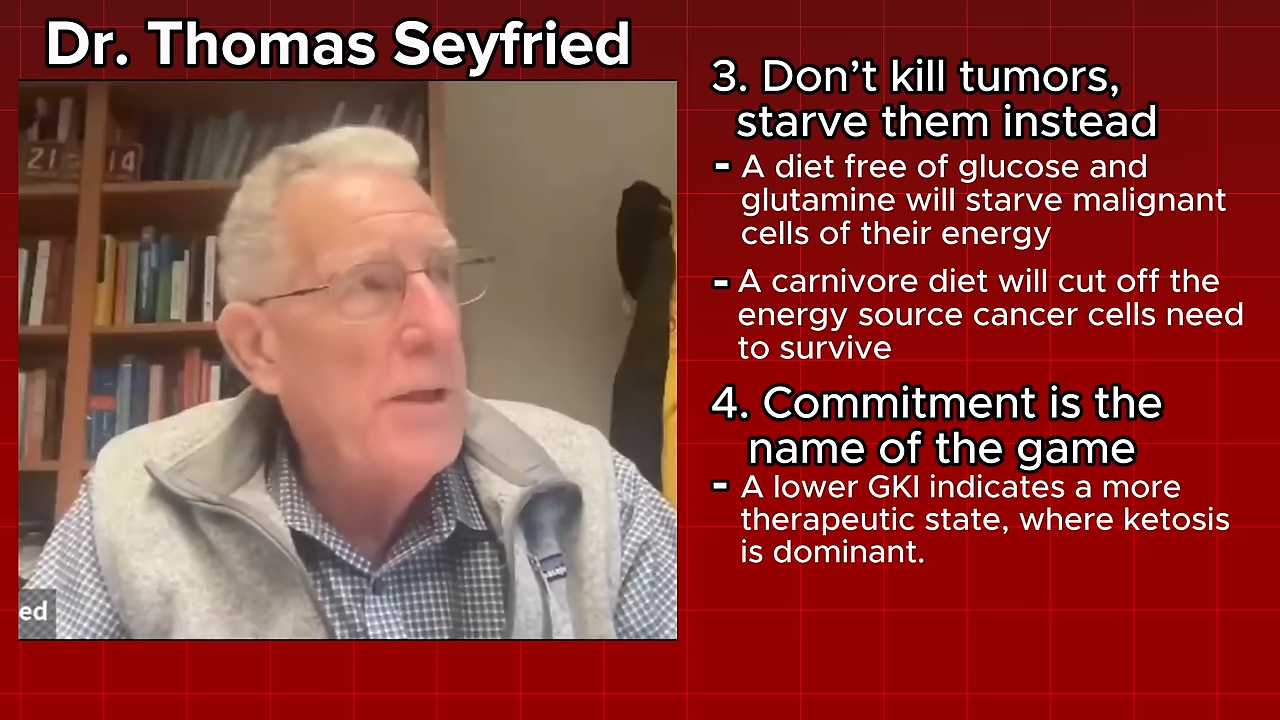 Dr. Thomas Seyfried
21 14
ed
3. Don’t kill tumors,
starve them instead
- A diet free of glucose and
glutamine will starve malignant
cells of their energy
- A carnivore diet will cut off the
energy source cancer cells need
to survive
4. Commitment is the
name of the game
- A lower GKI indicates a more
therapeutic state, where ketosis
is dominant.